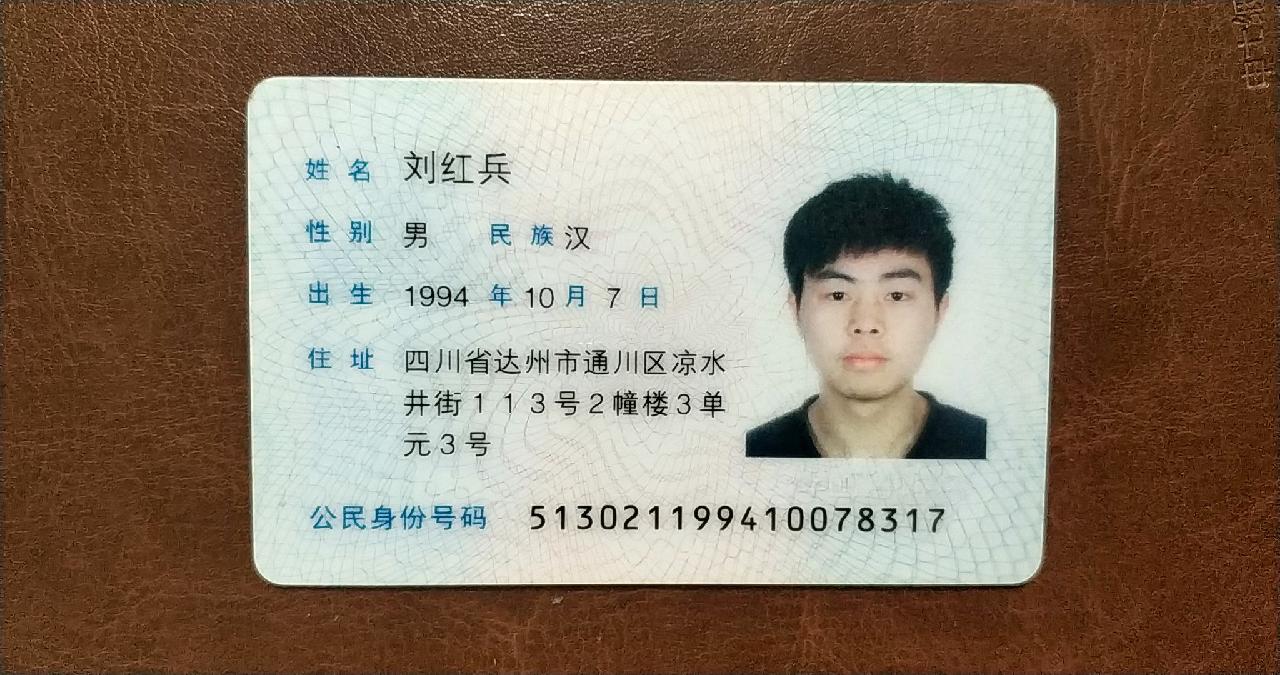 姓名 刘红兵
性别 男 民族 汉
出生 1994 年 10 月 7 日
住址 四川省达州市通川区凉水
井街113号2幢楼3单
元3号
公民身份号码 513021199410078317